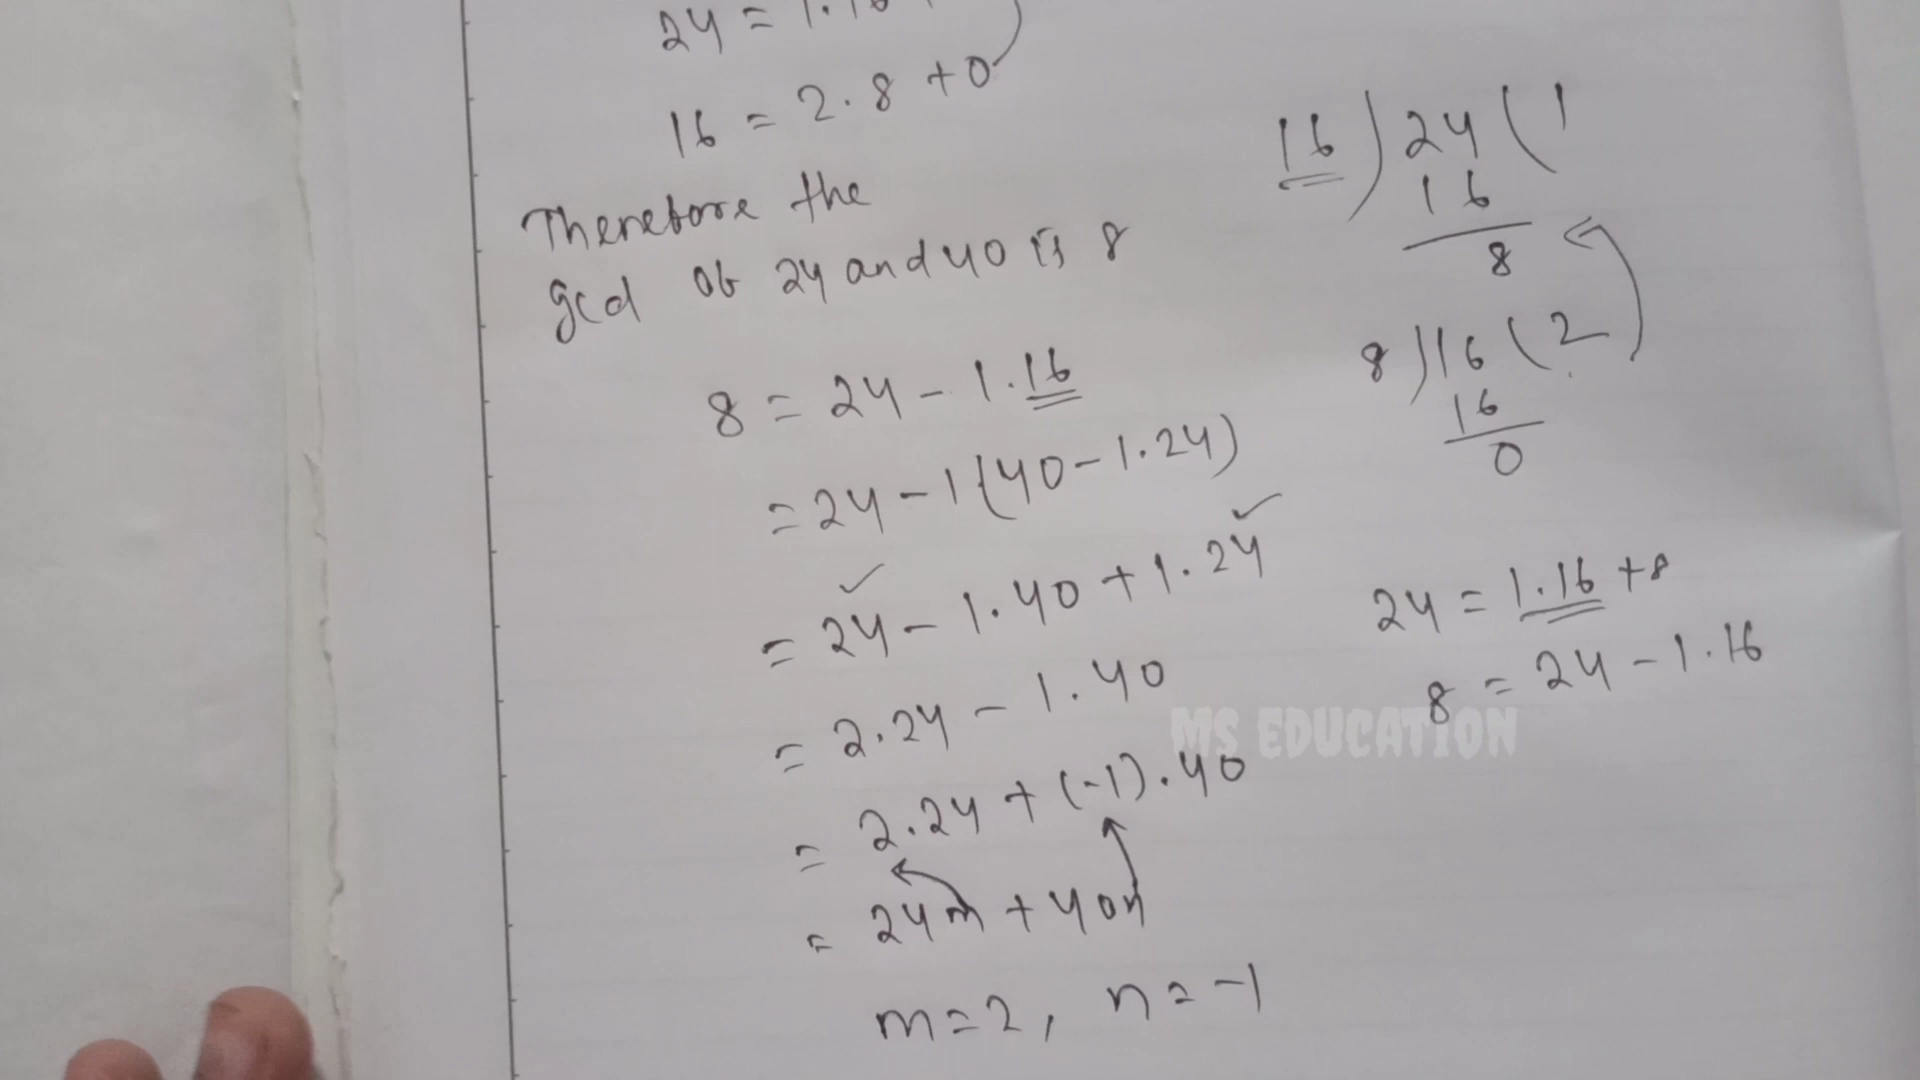 24 = 1.16
16 = 2.8 + 0
Therefore the
gcd of 24 and 40 is 8
8 = 24 - 1.16
= 24 - 1(40 - 1.24)
= 24 - 1.40 + 1.24
= 2.24 - 1.40
= 2.24 + (-1).40
= 24m + 40n
m = 2, n = -1
16 ) 24 ( 1
16
8
8 ) 16 ( 2
16
0
24 = 1.16 + 8
8 = 24 - 1.16
MS EDUCATION